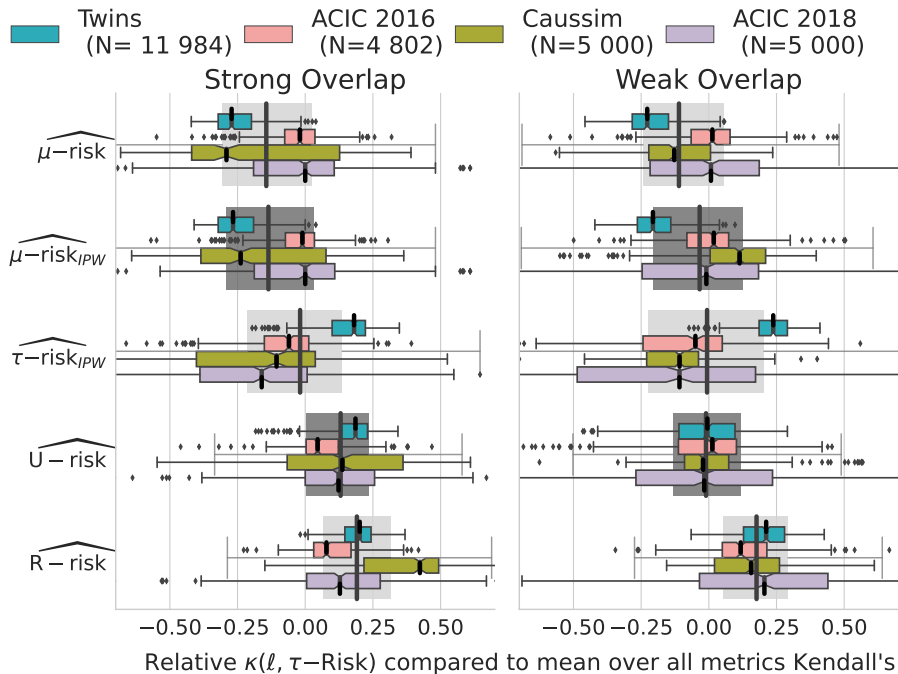 Twins ACIC 2016 Caussim ACIC 2018
(N= 11 984) (N=4 802) (N=5 000) (N=5 000)
Strong Overlap Weak Overlap
μ−risk
μ−risk_IPW
τ−risk_IPW
U − risk
R − risk
−0.50 −0.25 0.00 0.25 0.50 −0.50 −0.25 0.00 0.25 0.50
Relative κ(ℓ, τ−Risk) compared to mean over all metrics Kendall's